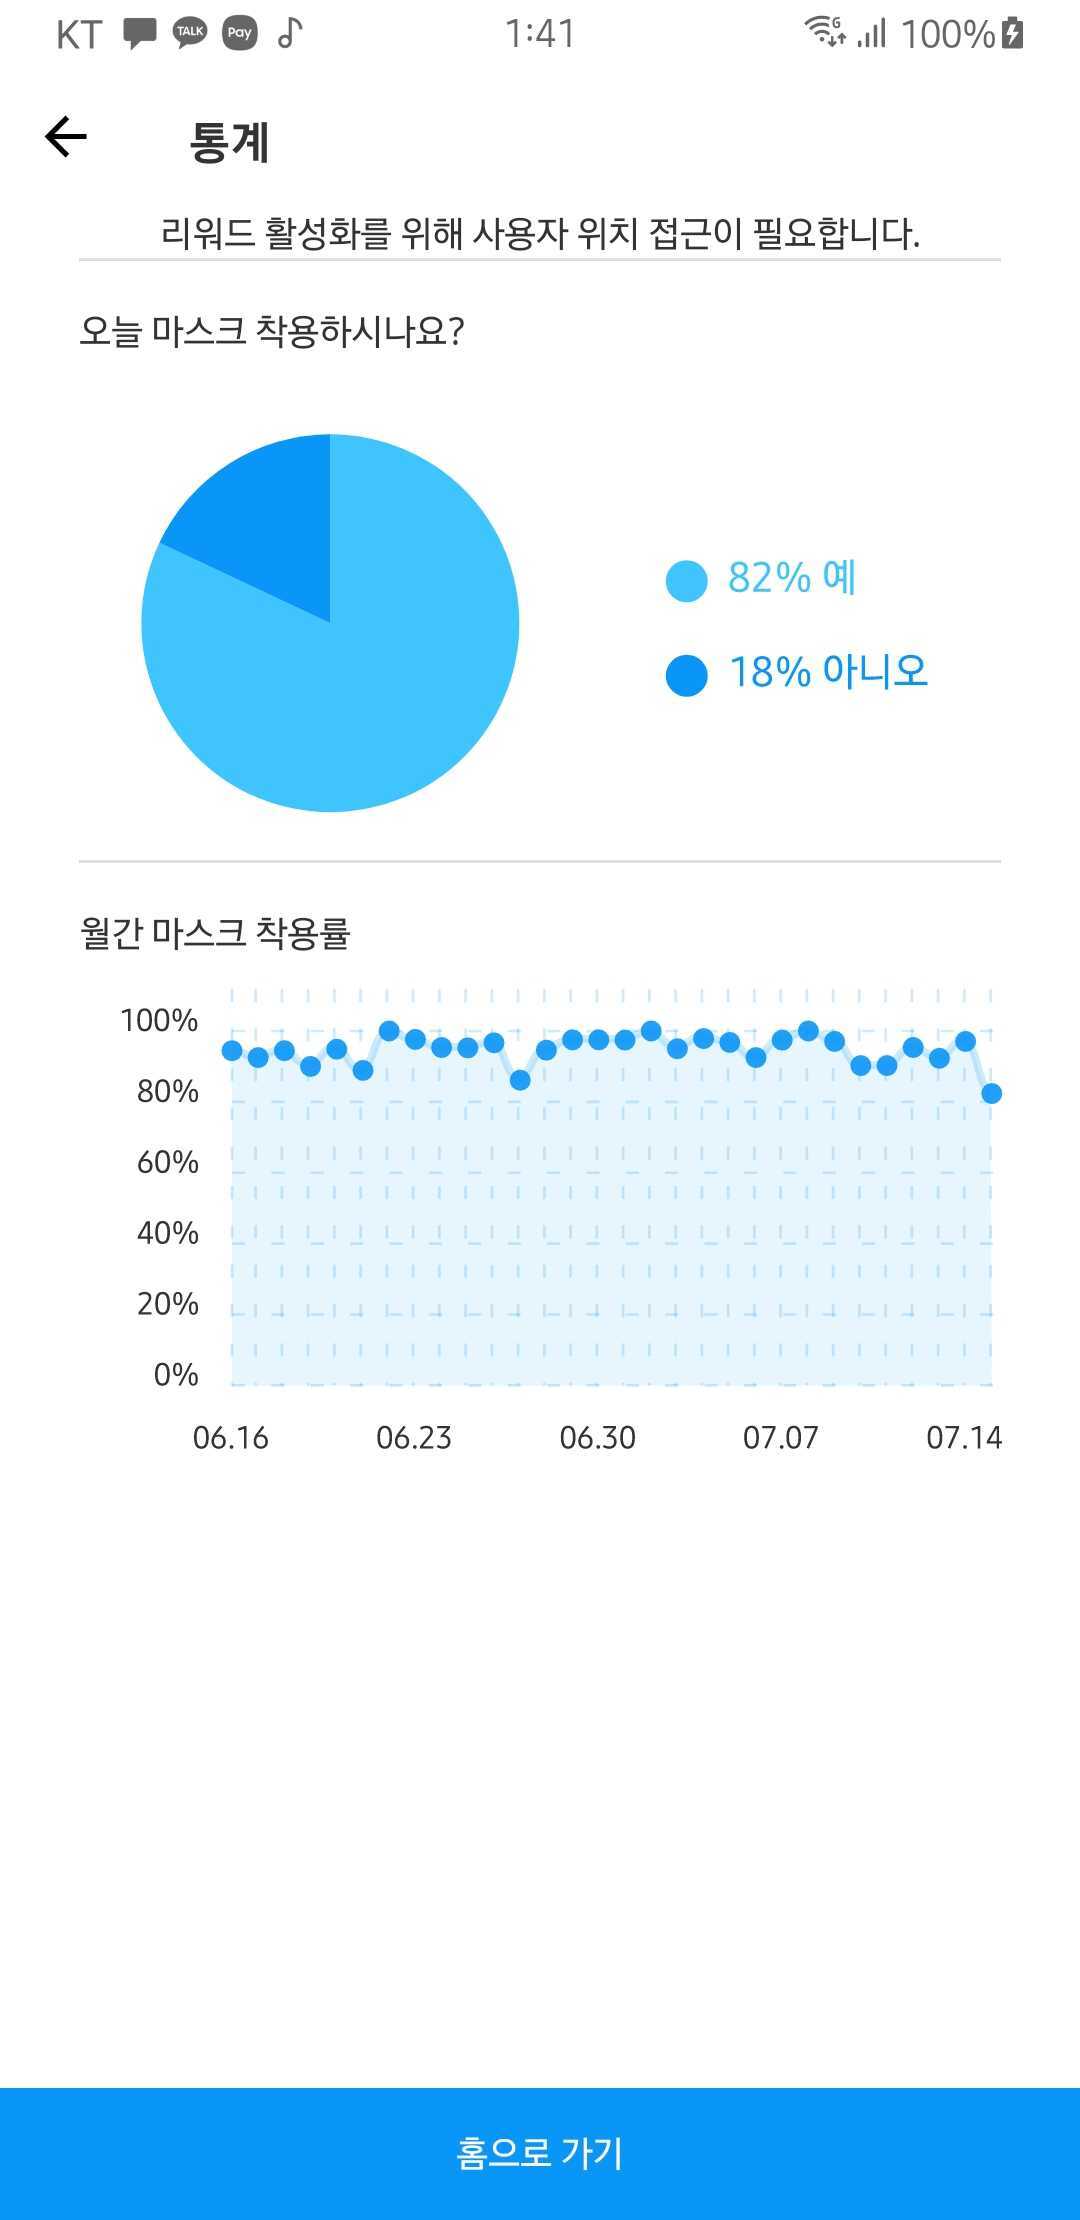 KT TALK Pay 1:41 G 100%
통계
리워드 활성화를 위해 사용자 위치 접근이 필요합니다.
오늘 마스크 착용하시나요?
82% 예
18% 아니오
월간 마스크 착용률
100%
80%
60%
40%
20%
0%
06.16 06.23 06.30 07.07 07.14
홈으로 가기